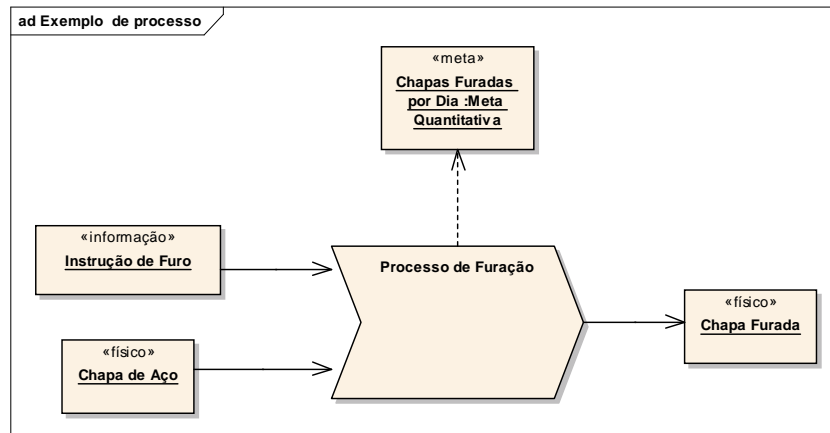 ad Exemplo de processo
«meta»
Chapas Furadas
por Dia :Meta
Quantitativa
«informação»
Instrução de Furo
Processo de Furação
«físico»
Chapa Furada
«físico»
Chapa de Aço